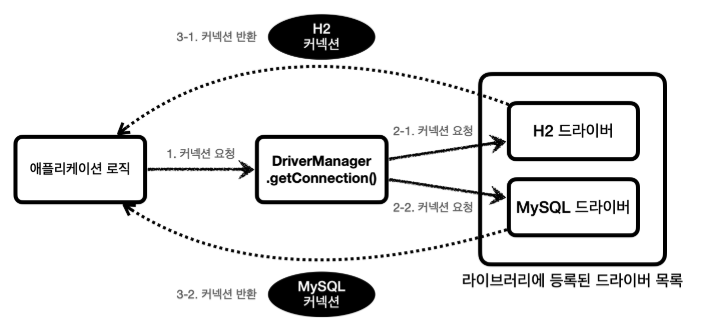 3-1. 커넥션 반환
H2
커넥션
애플리케이션 로직
1. 커넥션 요청
DriverManager
.getConnection()
2-1. 커넥션 요청
2-2. 커넥션 요청
H2 드라이버
MySQL 드라이버
라이브러리에 등록된 드라이버 목록
3-2. 커넥션 반환
MySQL
커넥션